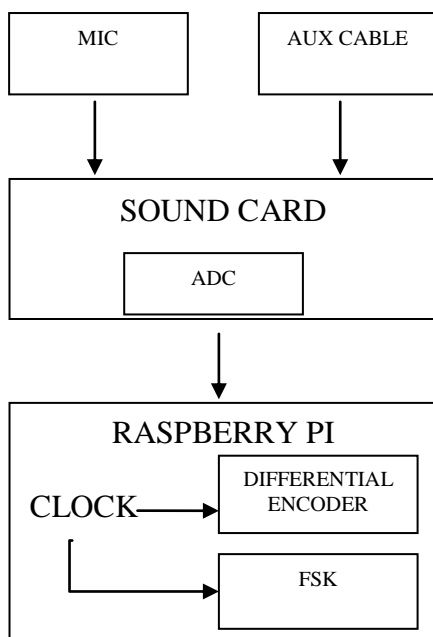 MIC
AUX CABLE
SOUND CARD
ADC
RASPBERRY PI
DIFFERENTIAL
ENCODER
CLOCK
FSK